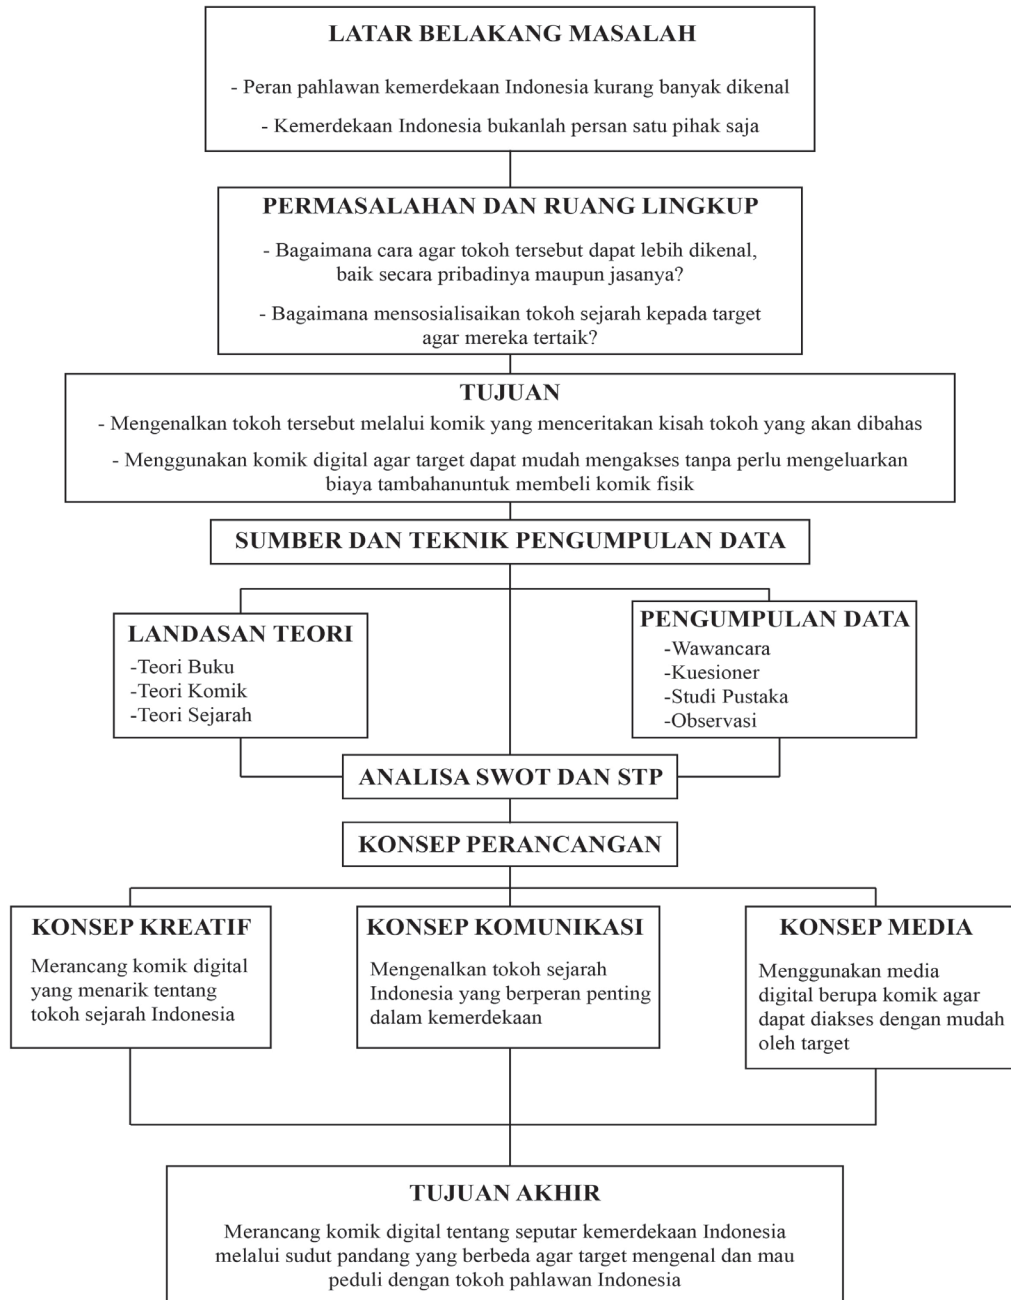 LATAR BELAKANG MASALAH
- Peran pahlawan kemerdekaan Indonesia kurang banyak dikenal
- Kemerdekaan Indonesia bukanlah persan satu pihak saja
PERMASALAHAN DAN RUANG LINGKUP
- Bagaimana cara agar tokoh tersebut dapat lebih dikenal,
baik secara pribadinya maupun jasanya?
- Bagaimana mensosialisaikan tokoh sejarah kepada target
agar mereka tertaik?
TUJUAN
- Mengenalkan tokoh tersebut melalui komik yang menceritakan kisah tokoh yang akan dibahas
- Menggunakan komik digital agar target dapat mudah mengakses tanpa perlu mengeluarkan
biaya tambahanuntuk membeli komik fisik
SUMBER DAN TEKNIK PENGUMPULAN DATA
LANDASAN TEORI
-Teori Buku
-Teori Komik
-Teori Sejarah
PENGUMPULAN DATA
-Wawancara
-Kuesioner
-Studi Pustaka
-Observasi
ANALISA SWOT DAN STP
KONSEP PERANCANGAN
KONSEP KREATIF
Merancang komik digital
yang menarik tentang
tokoh sejarah Indonesia
KONSEP KOMUNIKASI
Mengenalkan tokoh sejarah
Indonesia yang berperan penting
dalam kemerdekaan
KONSEP MEDIA
Menggunakan media
digital berupa komik agar
dapat diakses dengan mudah
oleh target
TUJUAN AKHIR
Merancang komik digital tentang seputar kemerdekaan Indonesia
melalui sudut pandang yang berbeda agar target mengenal dan mau
peduli dengan tokoh pahlawan Indonesia